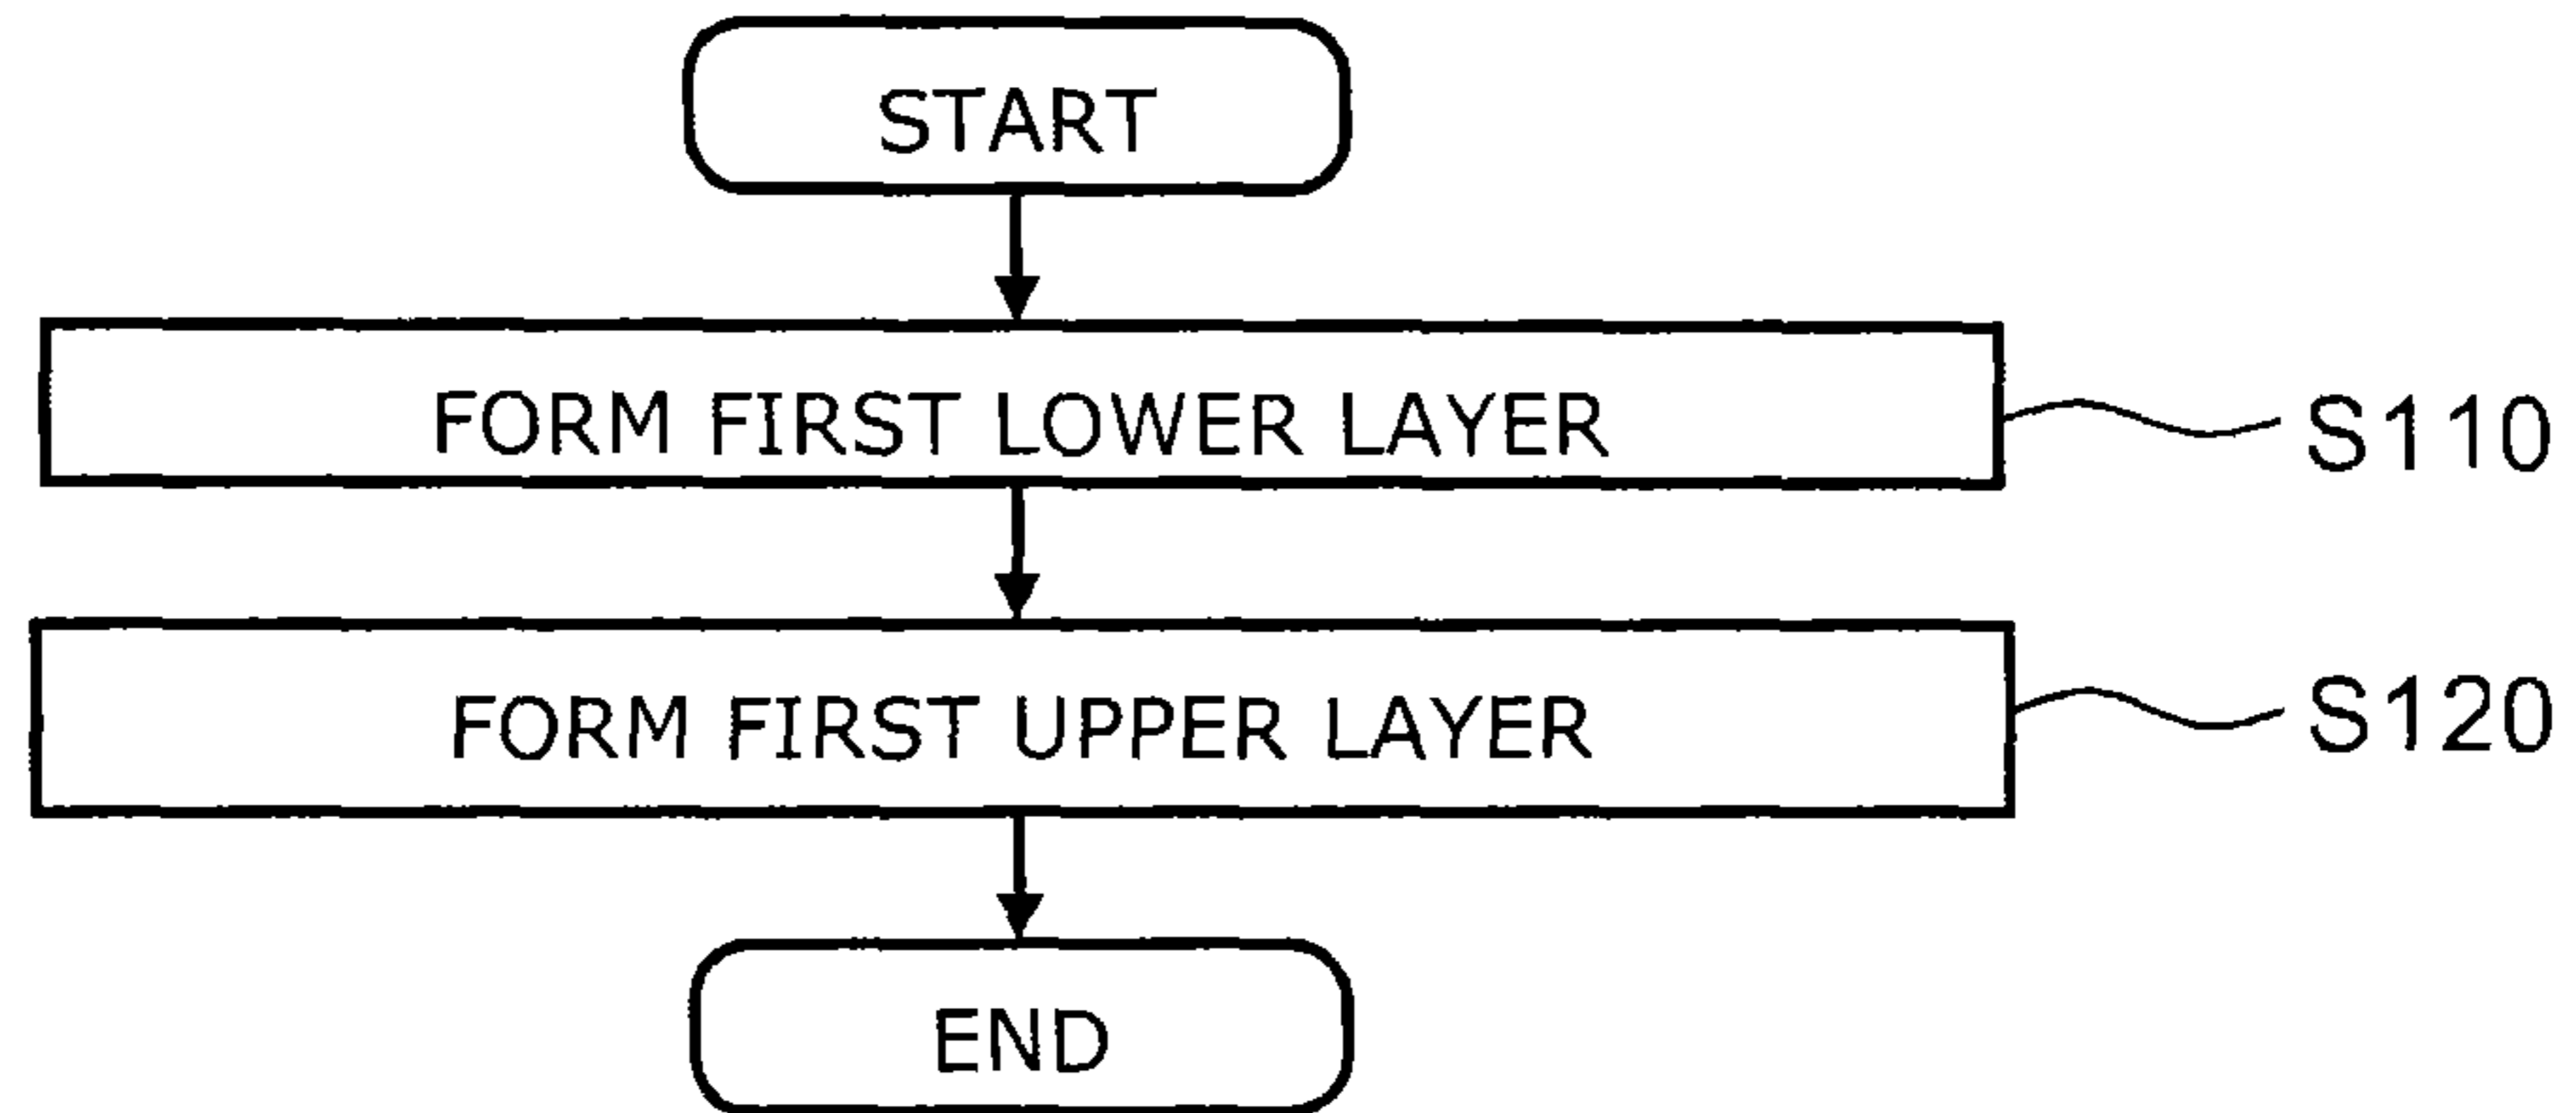 START
FORM FIRST LOWER LAYER
S110
FORM FIRST UPPER LAYER
S120
END